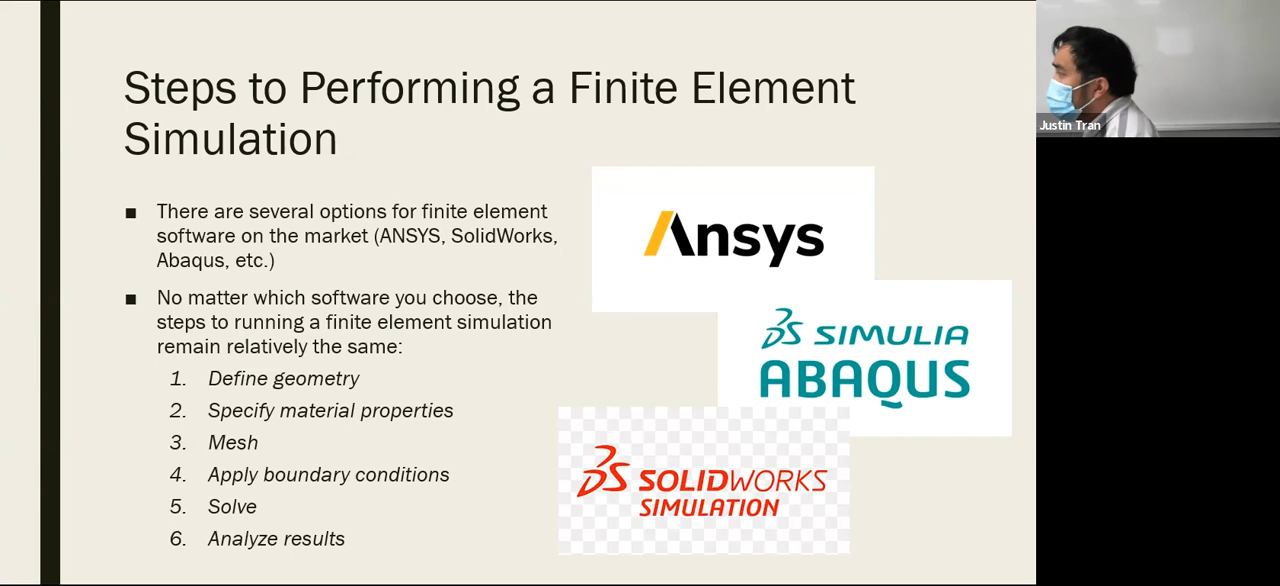 Steps to Performing a Finite Element
Simulation
■ There are several options for finite element
software on the market (ANSYS, SolidWorks,
Abaqus, etc.)
■ No matter which software you choose, the
steps to running a finite element simulation
remain relatively the same:
1. Define geometry
2. Specify material properties
3. Mesh
4. Apply boundary conditions
5. Solve
6. Analyze results
Ansys
DS SIMULIA
ABAQUS
DS SOLIDWORKS
SIMULATION
Justin Tran